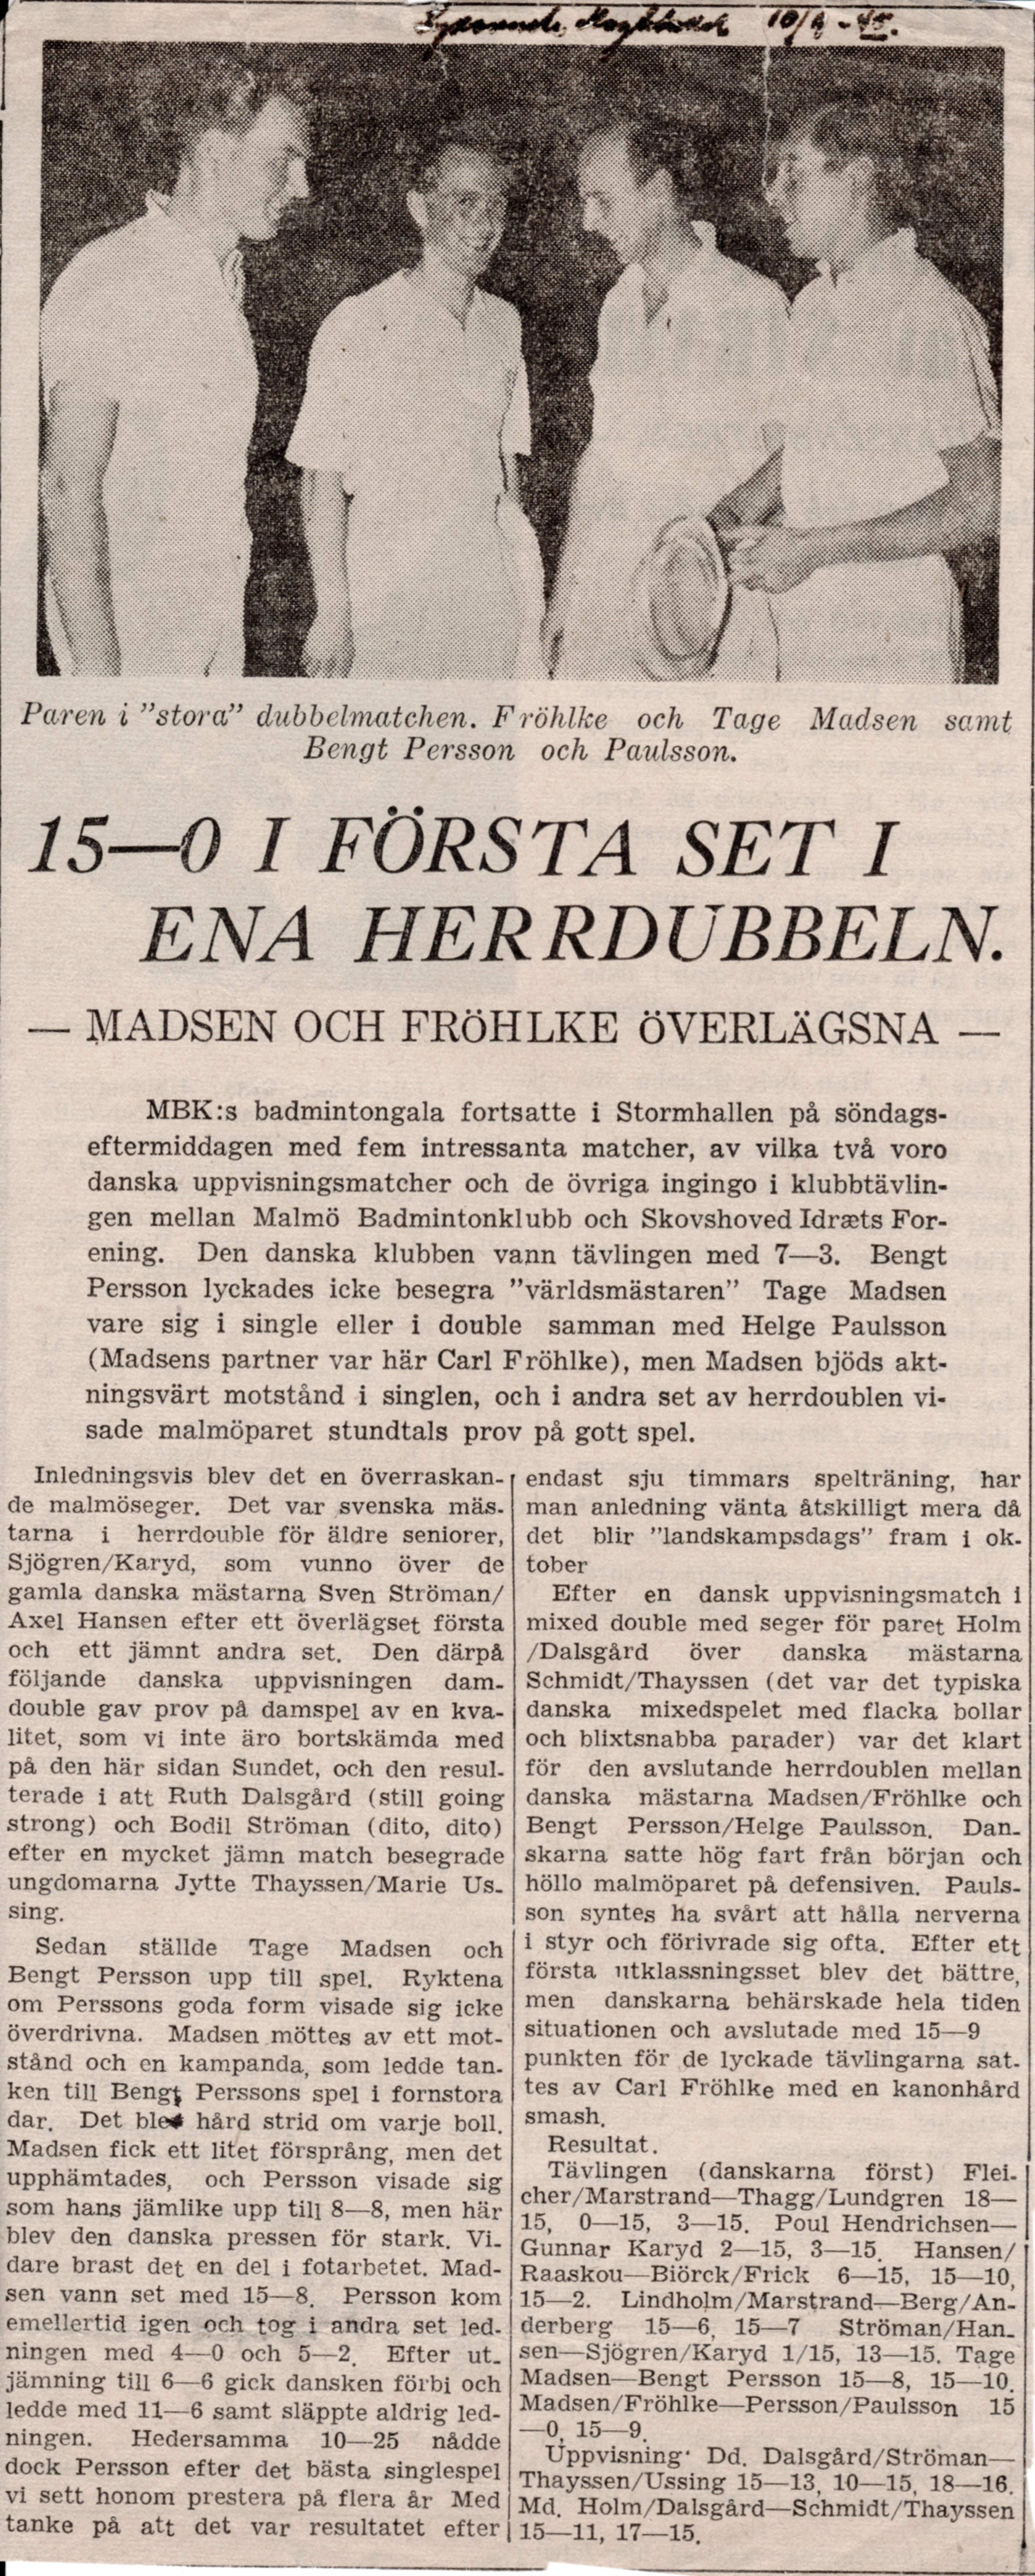 10/9 - 45.
Paren i ”stora” dubbelmatchen. Fröhlke och Tage Madsen samt
Bengt Persson och Paulsson.
15—0 I FÖRSTA SET I
ENA HERRDUBBELN.
— MADSEN OCH FRÖHLKE ÖVERLÄGSNA —
MBK:s badmintongala fortsatte i Stormhallen på söndags-
eftermiddagen med fem intressanta matcher, av vilka två voro
danska uppvisningsmatcher och de övriga ingingo i klubbtävlin-
gen mellan Malmö Badmintonklubb och Skovshoved Idræts For-
ening. Den danska klubben vann tävlingen med 7—3. Bengt
Persson lyckades icke besegra ”världsmästaren” Tage Madsen
vare sig i single eller i double samman med Helge Paulsson
(Madsens partner var här Carl Fröhlke), men Madsen bjöds akt-
ningsvärt motstånd i singlen, och i andra set av herrdoublen vi-
sade malmöparet stundtals prov på gott spel.
Inledningsvis blev det en överraskan-
de malmöseger. Det var svenska mäs-
tarna i herrdouble för äldre seniorer,
Sjögren/Karyd, som vunno över de
gamla danska mästarna Sven Ströman/
Axel Hansen efter ett överlägset första
och ett jämnt andra set. Den därpå
följande danska uppvisningen dam-
double gav prov på damspel av en kva-
litet, som vi inte äro bortskämda med
på den här sidan Sundet, och den resul-
terade i att Ruth Dalsgård (still going
strong) och Bodil Ströman (dito, dito)
efter en mycket jämn match besegrade
ungdomarna Jytte Thayssen/Marie Us-
sing.
Sedan ställde Tage Madsen och
Bengt Persson upp till spel. Ryktena
om Perssons goda form visade sig icke
överdrivna. Madsen möttes av ett mot-
stånd och en kampanda, som ledde tan-
ken till Bengt Perssons spel i fornstora
dar. Det blev hård strid om varje boll.
Madsen fick ett litet försprång, men det
upphämtades, och Persson visade sig
som hans jämlike upp till 8—8, men här
blev den danska pressen för stark. Vi-
dare brast det en del i fotarbetet. Mad-
sen vann set med 15—8. Persson kom
emellertid igen och tog i andra set led-
ningen med 4—0 och 5—2. Efter ut-
jämning till 6—6 gick dansken förbi och
ledde med 11—6 samt släppte aldrig led-
ningen. Hedersamma 10—25 nådde
dock Persson efter det bästa singlespel
vi sett honom prestera på flera år Med
tanke på att det var resultatet efter
endast sju timmars spelträning, har
man anledning vänta åtskilligt mera då
det blir ”landskampsdags” fram i ok-
tober
Efter en dansk uppvisningsmatch i
mixed double med seger för paret Holm
/Dalsgård över danska mästarna
Schmidt/Thayssen (det var det typiska
danska mixedspelet med flacka bollar
och blixtsnabba parader) var det klart
för den avslutande herrdoublen mellan
danska mästarna Madsen/Fröhlke och
Bengt Persson/Helge Paulsson. Dan-
skarna satte hög fart från början och
höllo malmöparet på defensiven. Pauls-
son syntes ha svårt att hålla nerverna
i styr och förivrade sig ofta. Efter ett
första utklassningsset blev det bättre,
men danskarna behärskade hela tiden
situationen och avslutade med 15—9
punkten för de lyckade tävlingarna sat-
tes av Carl Fröhlke med en kanonhård
smash.
Resultat.
Tävlingen (danskarna först) Flei-
cher/Marstrand—Thagg/Lundgren 18—
15, 0—15, 3—15. Poul Hendrichsen—
Gunnar Karyd 2—15, 3—15. Hansen/
Raaskou—Biörck/Frick 6—15, 15—10,
15—2. Lindholm/Marstrand—Berg/An-
derberg 15—6, 15—7 Ströman/Han-
sen—Sjögren/Karyd 1/15, 13—15. Tage
Madsen—Bengt Persson 15—8, 15—10.
Madsen/Fröhlke—Persson/Paulsson 15
—0, 15—9.
Uppvisning· Dd. Dalsgård/Ströman—
Thayssen/Ussing 15—13, 10—15, 18—16.
Md. Holm/Dalsgård—Schmidt/Thayssen
15—11, 17—15.